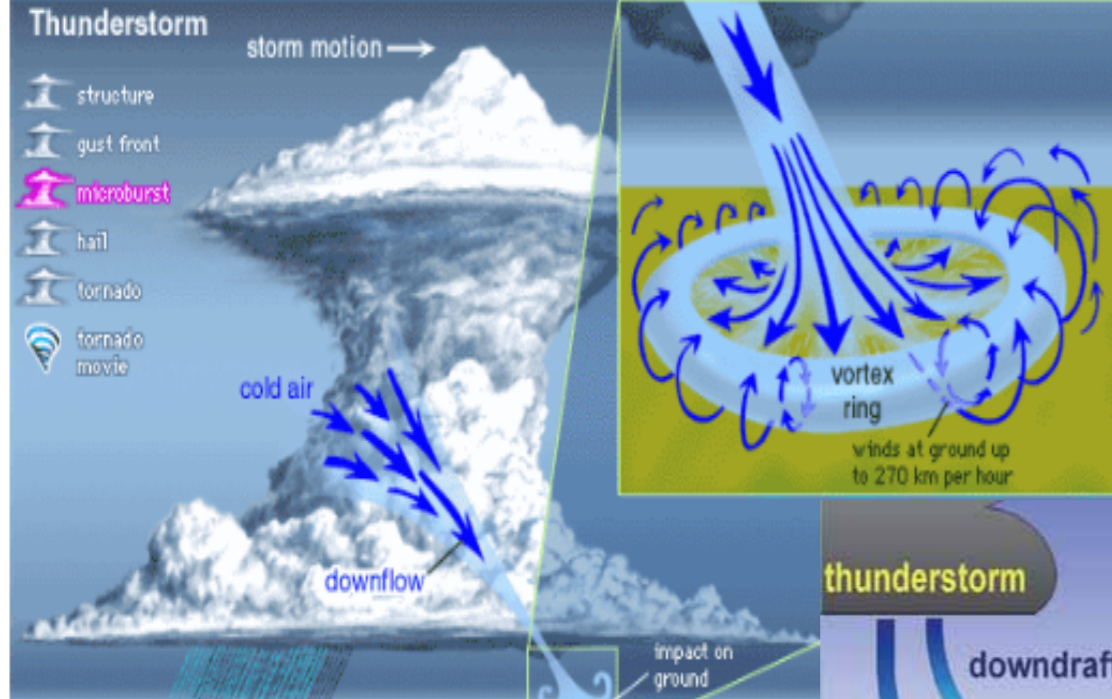 Thunderstorm
storm motion
structure
gust front
microburst
hail
tornado
tornado
movie
cold air
downflow
impact on
ground
vortex
ring
winds at ground up
to 270 km per hour
thunderstorm
downdraft